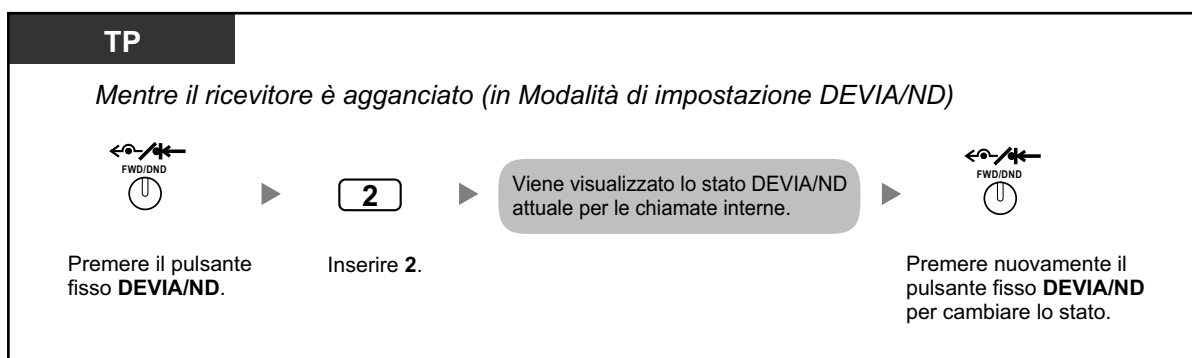 TP
Mentre il ricevitore è agganciato (in Modalità di impostazione DEVIA/ND)
FWD/DND
2
Viene visualizzato lo stato DEVIA/ND
attuale per le chiamate interne.
FWD/DND
Premere il pulsante
fisso DEVIA/ND.
Inserire 2.
Premere nuovamente il
pulsante fisso DEVIA/ND
per cambiare lo stato.